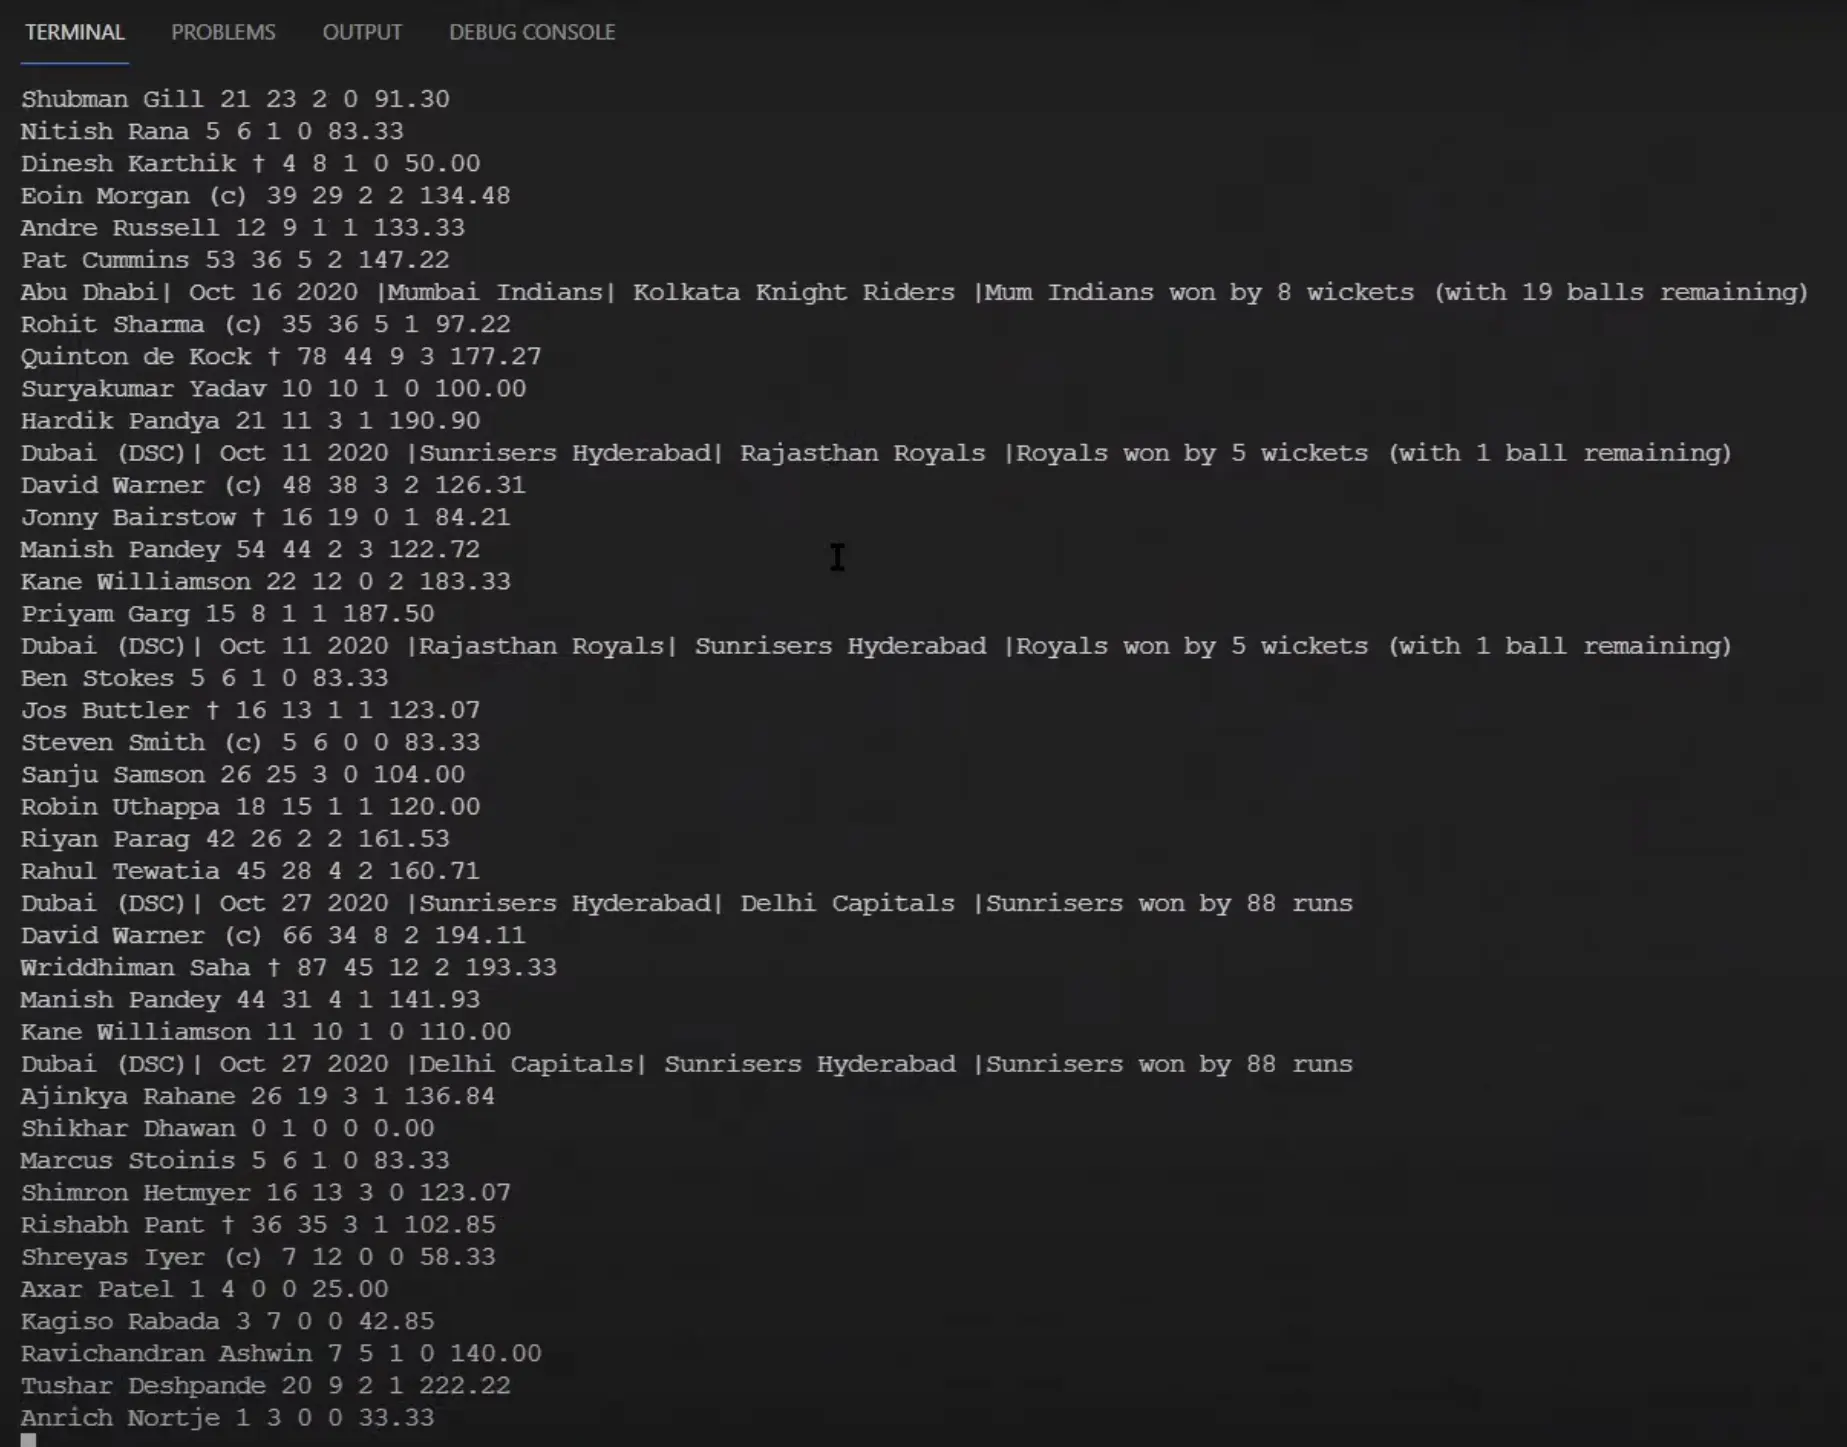 TERMINAL PROBLEMS OUTPUT DEBUG CONSOLE
Shubman Gill 21 23 2 0 91.30
Nitish Rana 5 6 1 0 83.33
Dinesh Karthik † 4 8 1 0 50.00
Eoin Morgan (c) 39 29 2 2 134.48
Andre Russell 12 9 1 1 133.33
Pat Cummins 53 36 5 2 147.22
Abu Dhabi| Oct 16 2020 |Mumbai Indians| Kolkata Knight Riders |Mum Indians won by 8 wickets (with 19 balls remaining)
Rohit Sharma (c) 35 36 5 1 97.22
Quinton de Kock † 78 44 9 3 177.27
Suryakumar Yadav 10 10 1 0 100.00
Hardik Pandya 21 11 3 1 190.90
Dubai (DSC)| Oct 11 2020 |Sunrisers Hyderabad| Rajasthan Royals |Royals won by 5 wickets (with 1 ball remaining)
David Warner (c) 48 38 3 2 126.31
Jonny Bairstow † 16 19 0 1 84.21
Manish Pandey 54 44 2 3 122.72
Kane Williamson 22 12 0 2 183.33
Priyam Garg 15 8 1 1 187.50
Dubai (DSC)| Oct 11 2020 |Rajasthan Royals| Sunrisers Hyderabad |Royals won by 5 wickets (with 1 ball remaining)
Ben Stokes 5 6 1 0 83.33
Jos Buttler † 16 13 1 1 123.07
Steven Smith (c) 5 6 0 0 83.33
Sanju Samson 26 25 3 0 104.00
Robin Uthappa 18 15 1 1 120.00
Riyan Parag 42 26 2 2 161.53
Rahul Tewatia 45 28 4 2 160.71
Dubai (DSC)| Oct 27 2020 |Sunrisers Hyderabad| Delhi Capitals |Sunrisers won by 88 runs
David Warner (c) 66 34 8 2 194.11
Wriddhiman Saha † 87 45 12 2 193.33
Manish Pandey 44 31 4 1 141.93
Kane Williamson 11 10 1 0 110.00
Dubai (DSC)| Oct 27 2020 |Delhi Capitals| Sunrisers Hyderabad |Sunrisers won by 88 runs
Ajinkya Rahane 26 19 3 1 136.84
Shikhar Dhawan 0 1 0 0 0.00
Marcus Stoinis 5 6 1 0 83.33
Shimron Hetmyer 16 13 3 0 123.07
Rishabh Pant † 36 35 3 1 102.85
Shreyas Iyer (c) 7 12 0 0 58.33
Axar Patel 1 4 0 0 25.00
Kagiso Rabada 3 7 0 0 42.85
Ravichandran Ashwin 7 5 1 0 140.00
Tushar Deshpande 20 9 2 1 222.22
Anrich Nortje 1 3 0 0 33.33